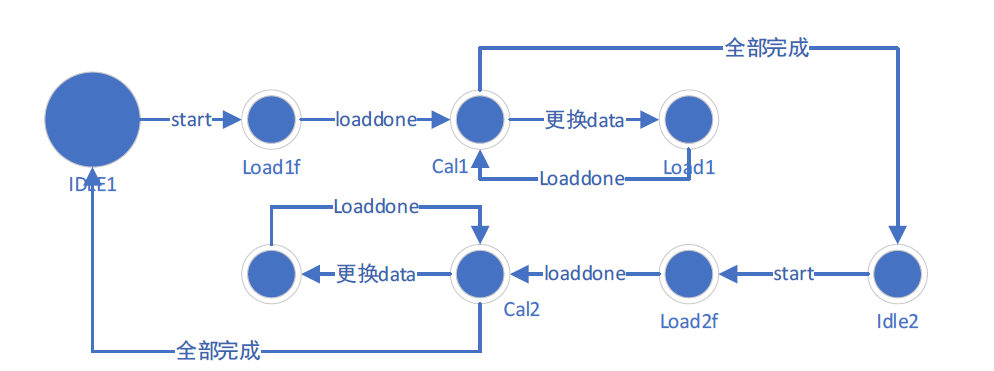 全部完成
start
loaddone
更换data
IDLE1
Load1f
Cal1
Load1
Loaddone
Loaddone
更换data
loaddone
start
Cal2
Load2f
Idle2
全部完成